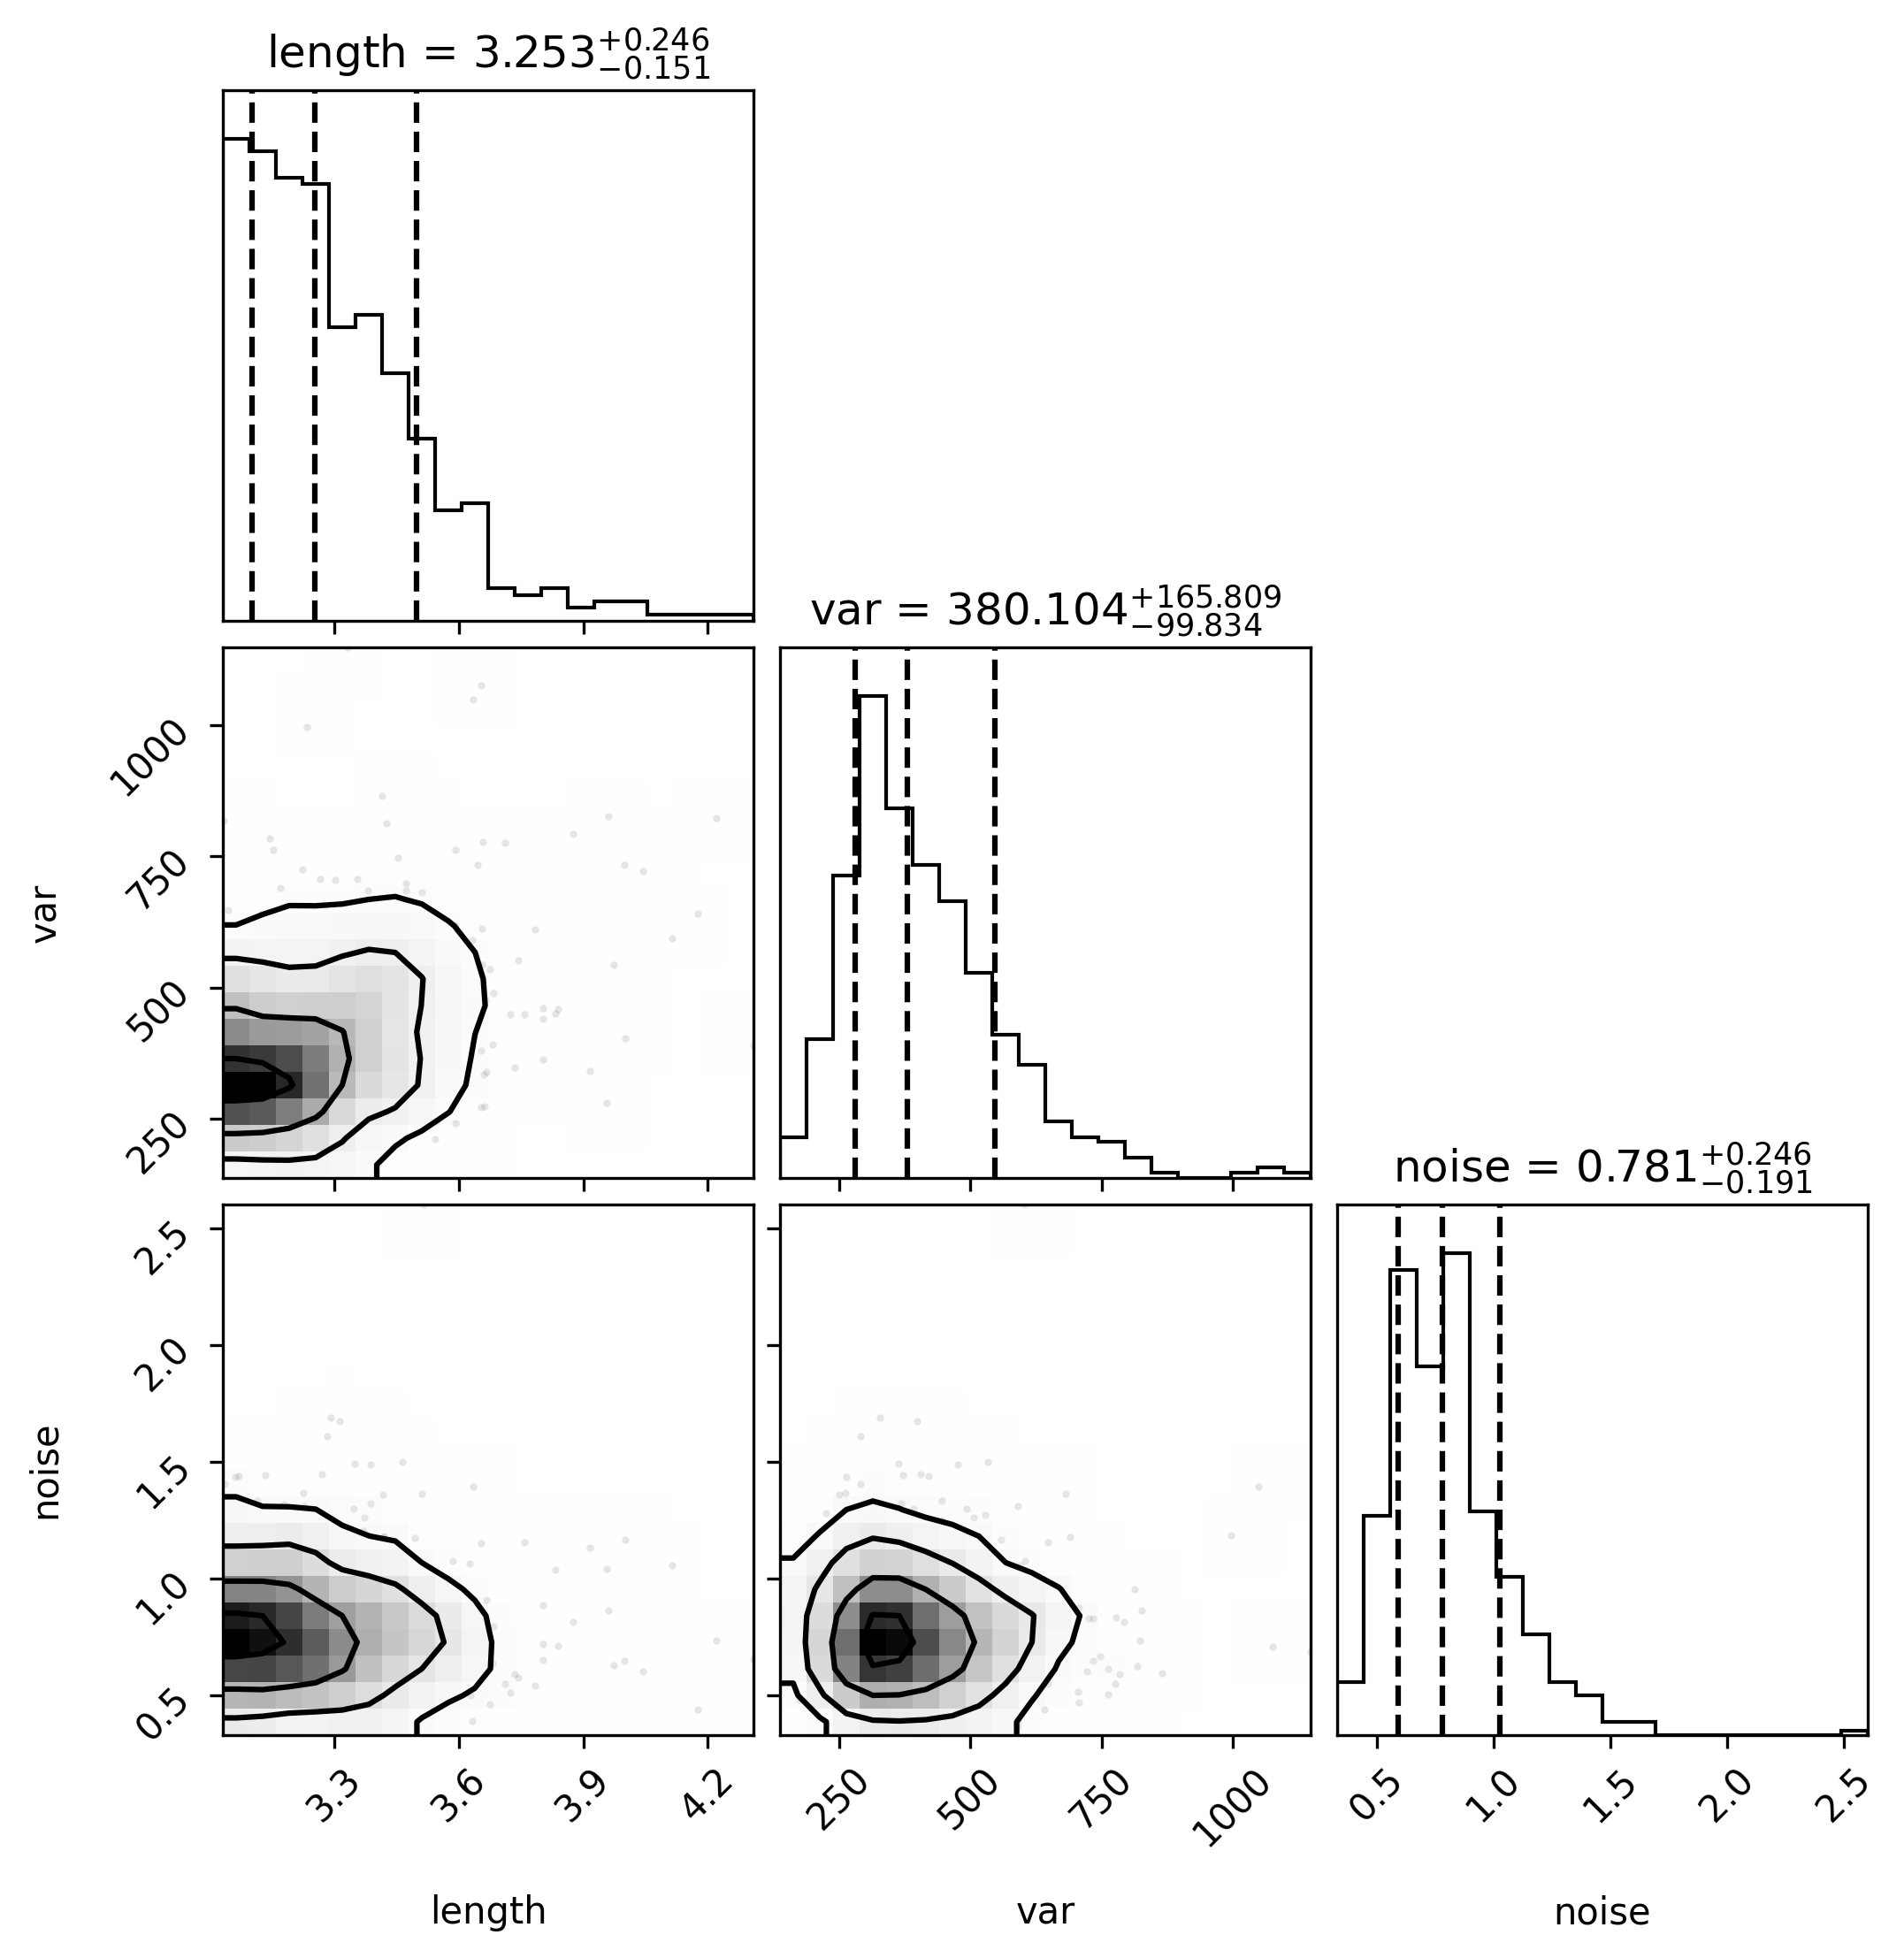 length = 3.253 +0.246 −0.151
var = 380.104 +165.809 −99.834
1000
750
500
250
var
noise = 0.781 +0.246 −0.191
2.5
2.0
1.5
1.0
0.5
noise
3.3 3.6 3.9 4.2 250 500 750 1000 0.5 1.0 1.5 2.0 2.5
length var noise